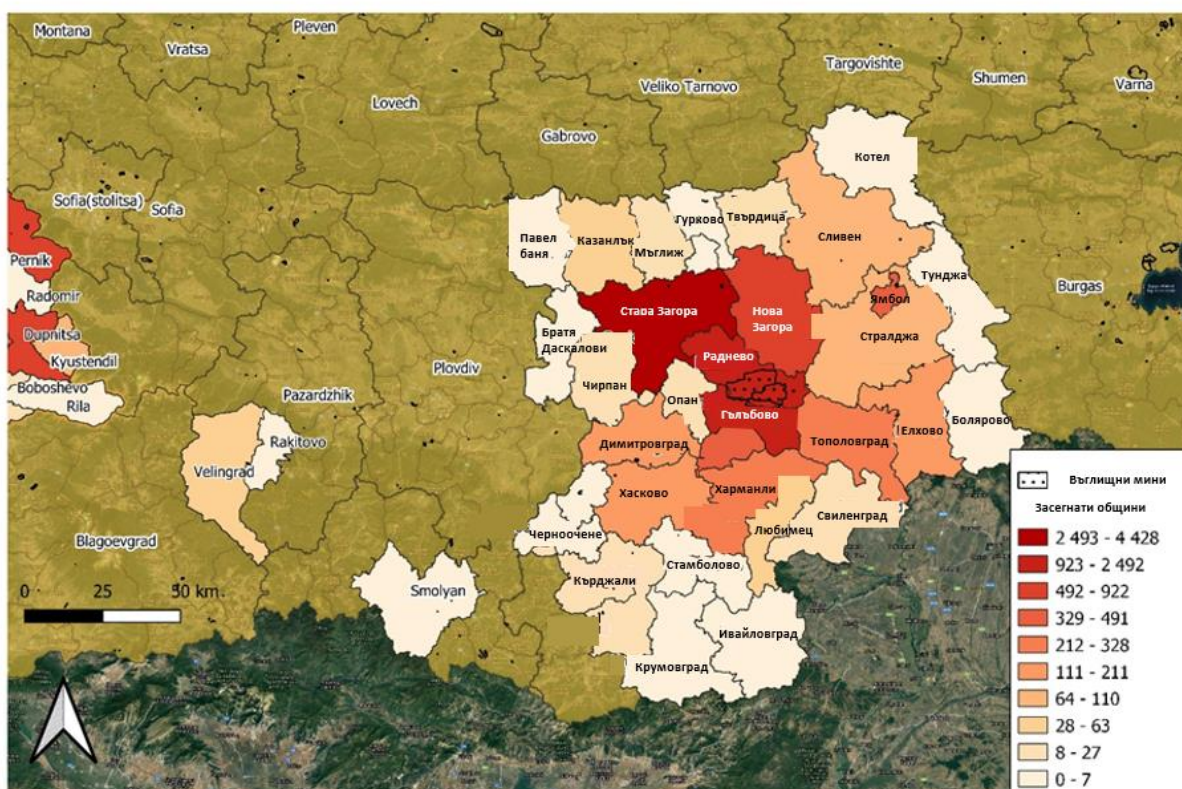 Montana
Vratsa
Pleven
Lovech
Veliko Tarnovo
Targovishte
Shumen
Varna
Gabrovo
Sofia(stolitsa)
Sofia
Pernik
Radomir
Dupnitsa
Kyustendil
Boboshevo
Rila
Pazardzhik
Plovdiv
Velingrad
Rakitovo
Blagoevgrad
Smolyan
Burgas
Котел
Павел
баня
Казанлък
Мъглиж
Гурково
Твърдица
Сливен
Тунджа
Братя
Даскалови
Стара Загора
Нова
Загора
Ямбол
Стралджа
Раднево
Чирпан
Опан
Гълъбово
Димитровград
Тополовград
Елхово
Болярово
Хасково
Харманли
Свиленград
Любимец
Черноочене
Стамболово
Кърджали
Ивайловград
Крумовград
0 25 50 km.
Въглищни мини
Засегнати общини
2 493 - 4 428
923 - 2 492
492 - 922
329 - 491
212 - 328
111 - 211
64 - 110
28 - 63
8 - 27
0 - 7